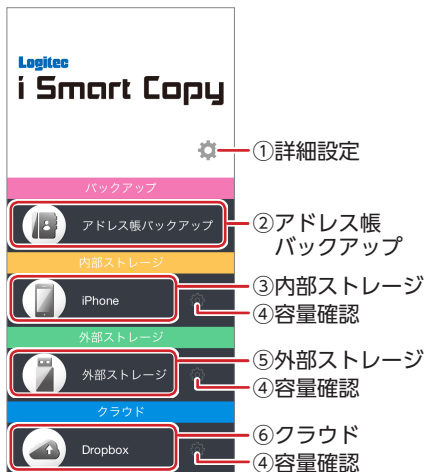 Logitec
i Smart Copy
①詳細設定
バックアップ
アドレス帳バックアップ
②アドレス帳
バックアップ
内部ストレージ
iPhone
③内部ストレージ
④容量確認
外部ストレージ
外部ストレージ
⑤外部ストレージ
④容量確認
クラウド
Dropbox
⑥クラウド
④容量確認